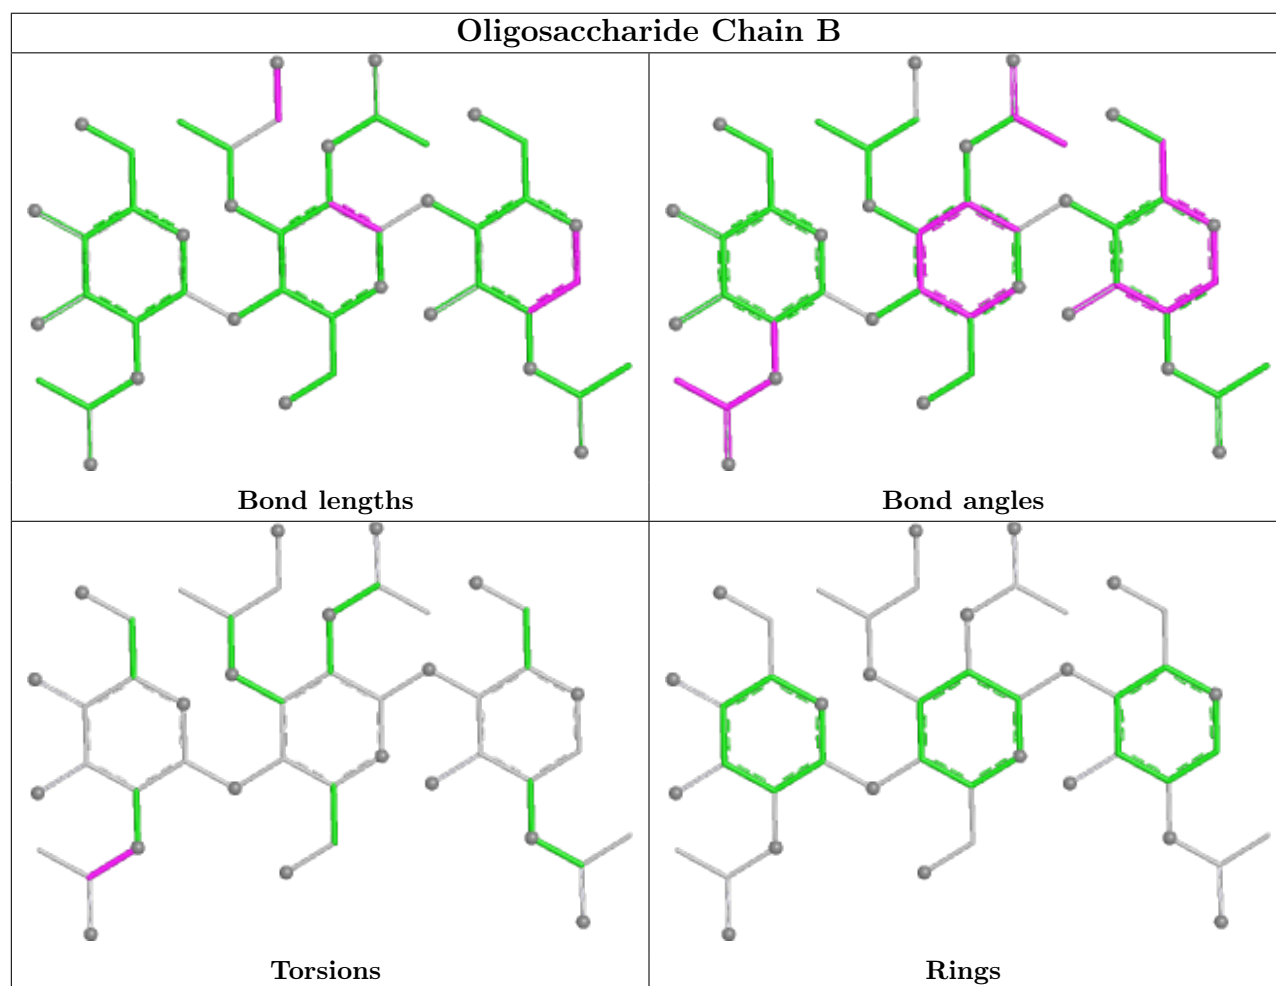 Oligosaccharide Chain B
Bond lengths
Bond angles
Torsions
Rings